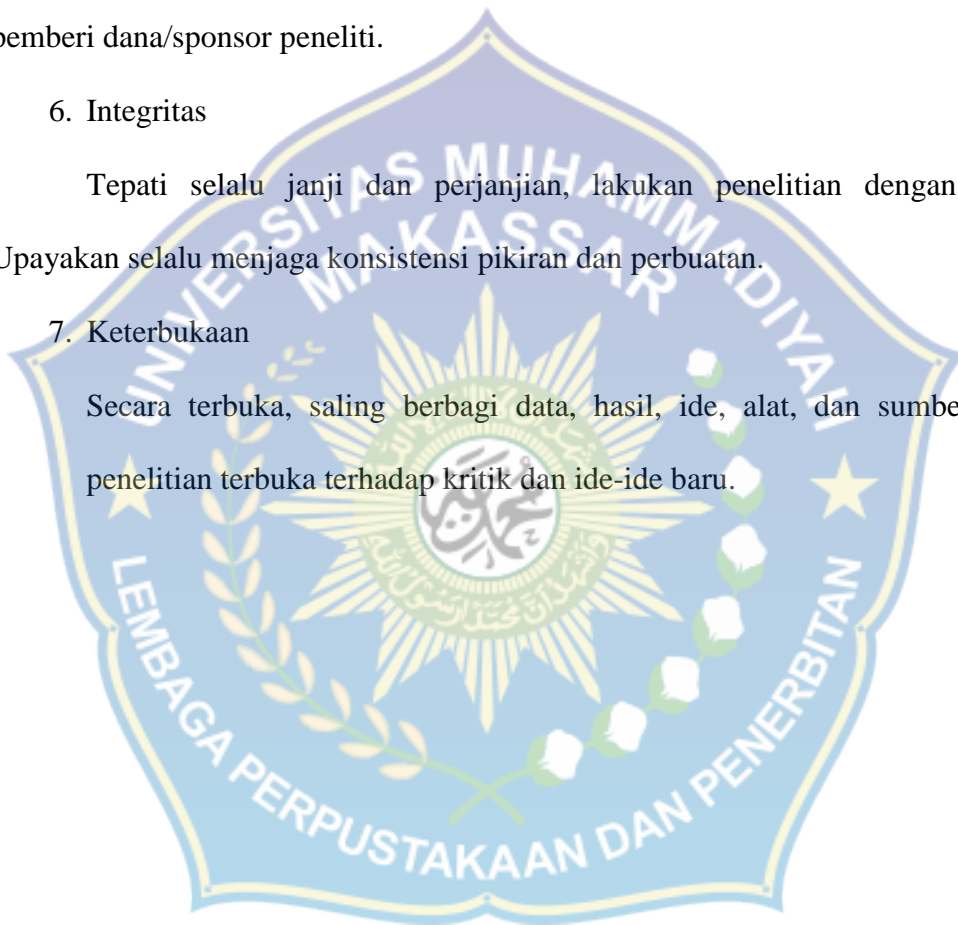 pemberi dana/sponsor peneliti.
6. Integritas
Tepati selalu janji dan perjanjian, lakukan penelitian dengan
Upayakan selalu menjaga konsistensi pikiran dan perbuatan.
7. Keterbukaan
Secara terbuka, saling berbagi data, hasil, ide, alat, dan
penelitian terbuka terhadap kritik dan ide-ide baru.
UNIVERSITAS MUHAMMADIYAH
MAKASSAR
محمد
LEMBAGA PERPUSTAKAAN DAN PENERBITAN